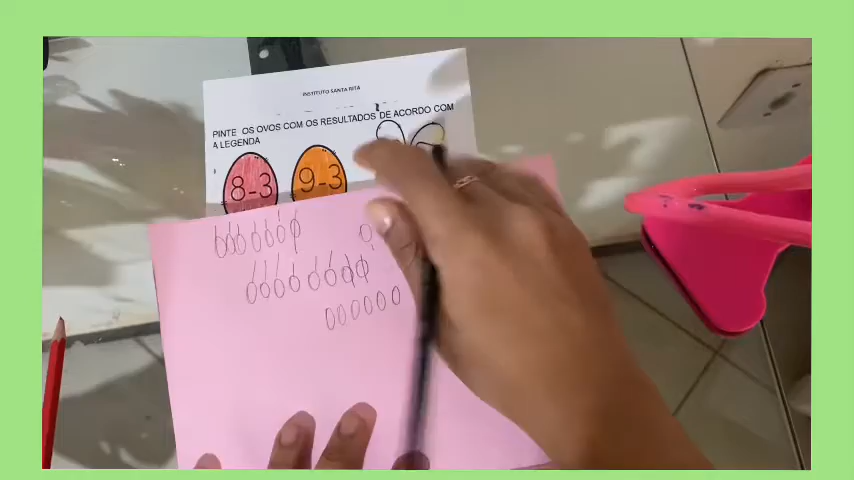 INSTITUTO SANTA RITA
PINTE OS OVOS COM OS RESULTADOS DE ACORDO COM
A LEGENDA
8-3 9-3